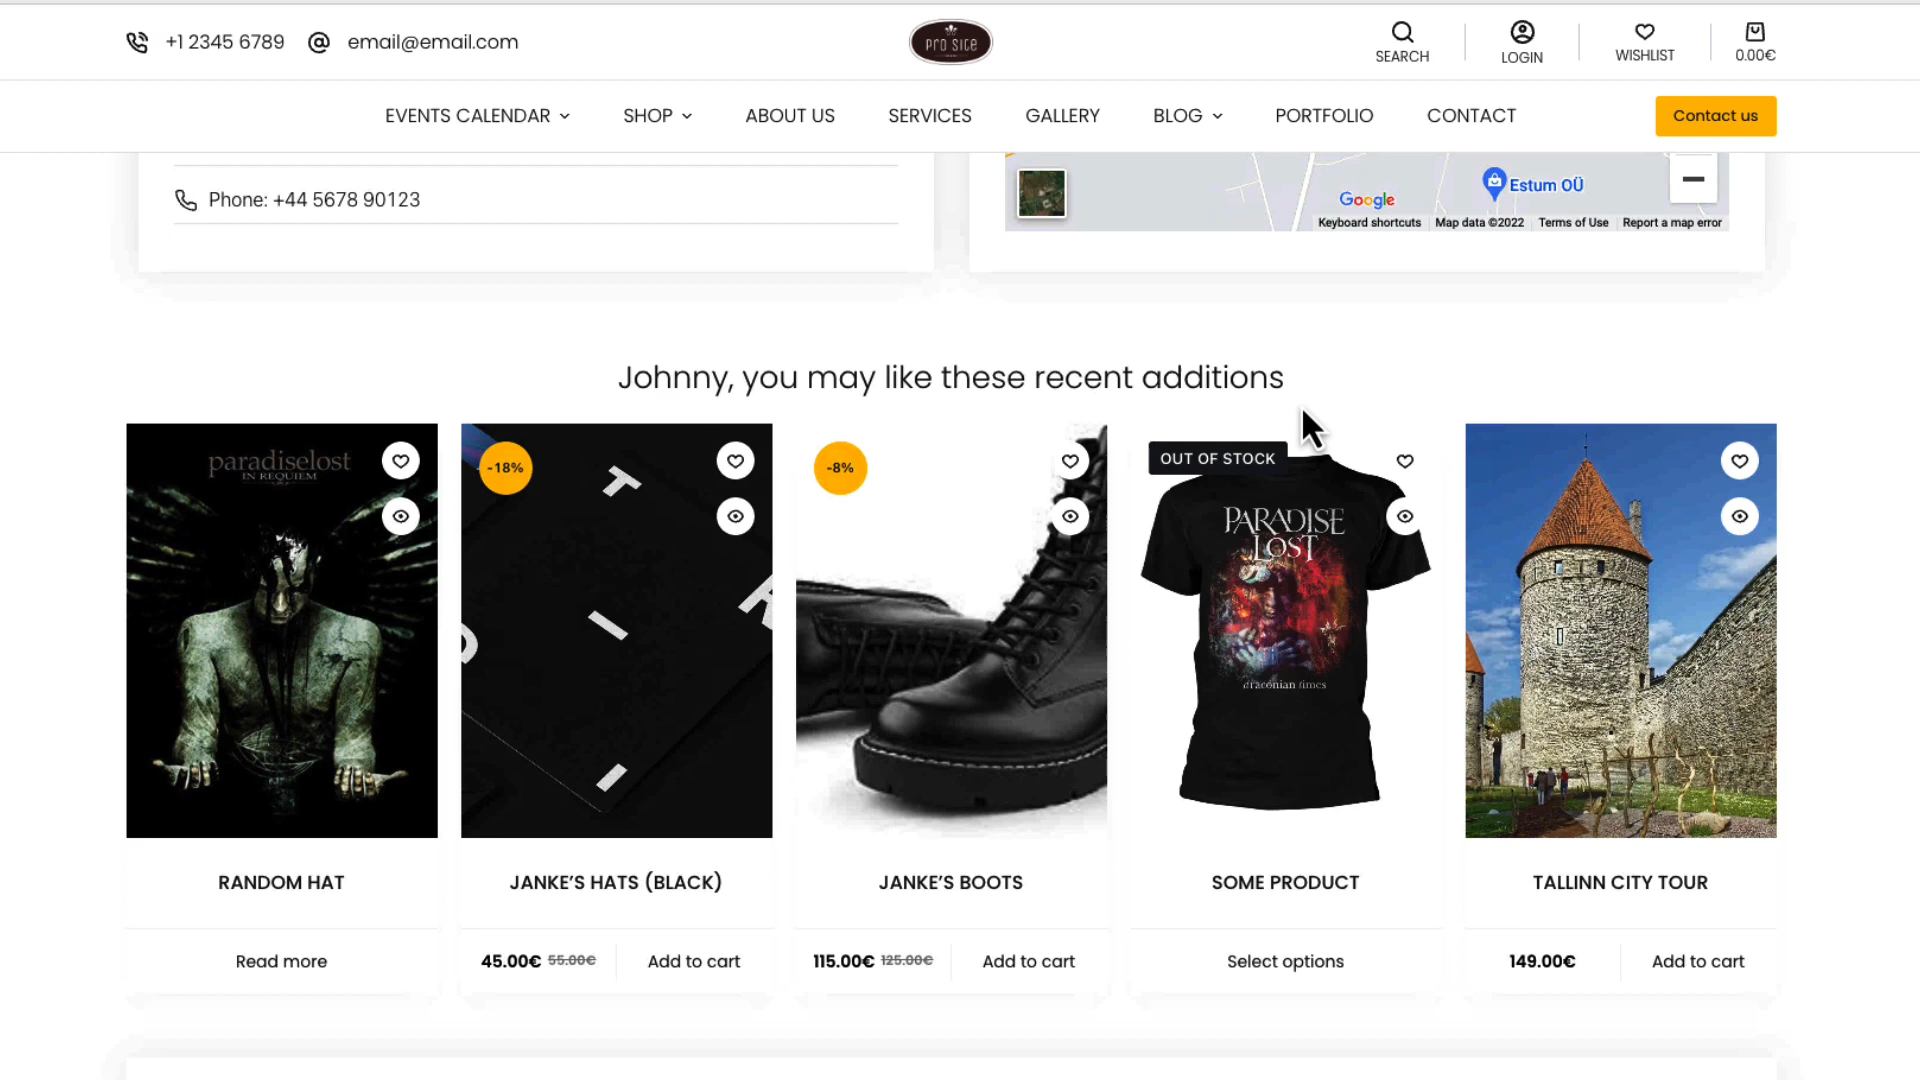 +1 2345 6789 email@email.com
PRO SITE
SEARCH
LOGIN
WISHLIST
0.00€
EVENTS CALENDAR SHOP ABOUT US SERVICES GALLERY BLOG PORTFOLIO CONTACT Contact us
Phone: +44 5678 90123
Estum OÜ
Google
Keyboard shortcuts Map data ©2022 Terms of Use Report a map error
Johnny, you may like these recent additions
paradiselost
IN REQUIEM
-18%
-8%
OUT OF STOCK
PARADISE
LOST
draconian times
RANDOM HAT
JANKE’S HATS (BLACK)
JANKE’S BOOTS
SOME PRODUCT
TALLINN CITY TOUR
Read more
45.00€ 55.00€ Add to cart
115.00€ 125.00€ Add to cart
Select options
149.00€ Add to cart